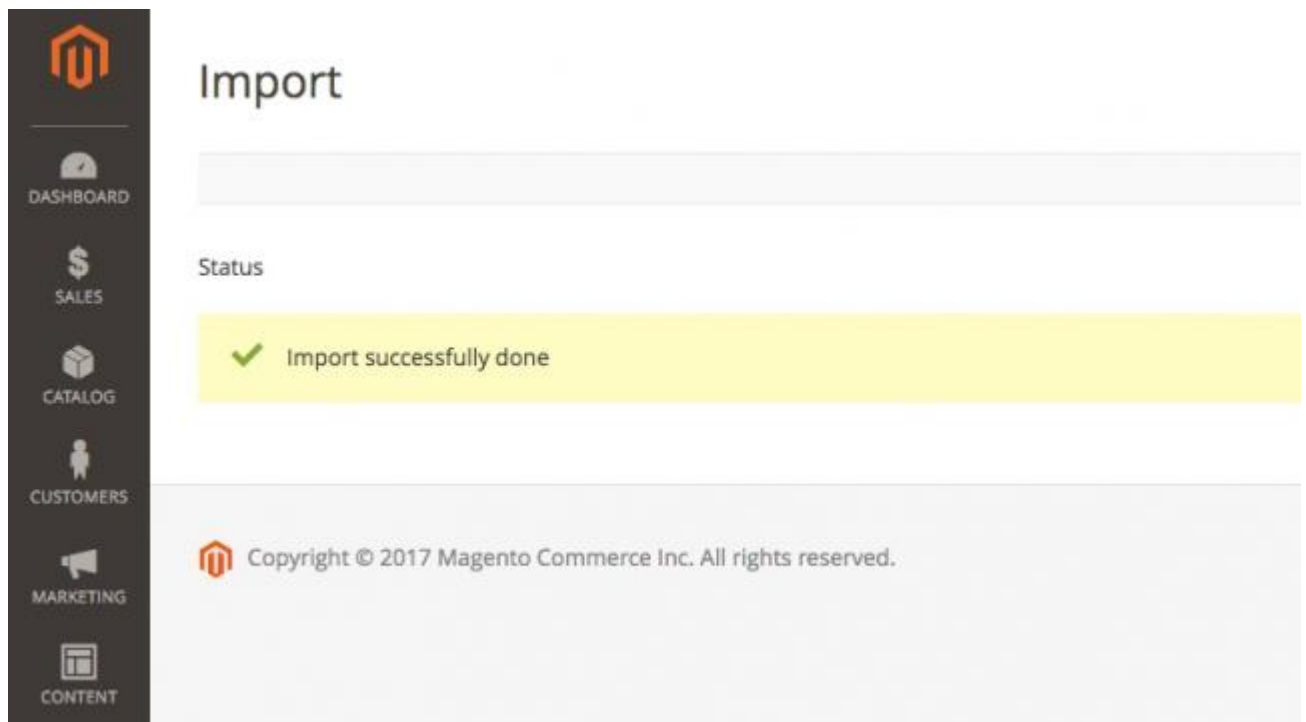 Import
DASHBOARD
SALES
CATALOG
CUSTOMERS
MARKETING
CONTENT
Status
Import successfully done
Copyright © 2017 Magento Commerce Inc. All rights reserved.